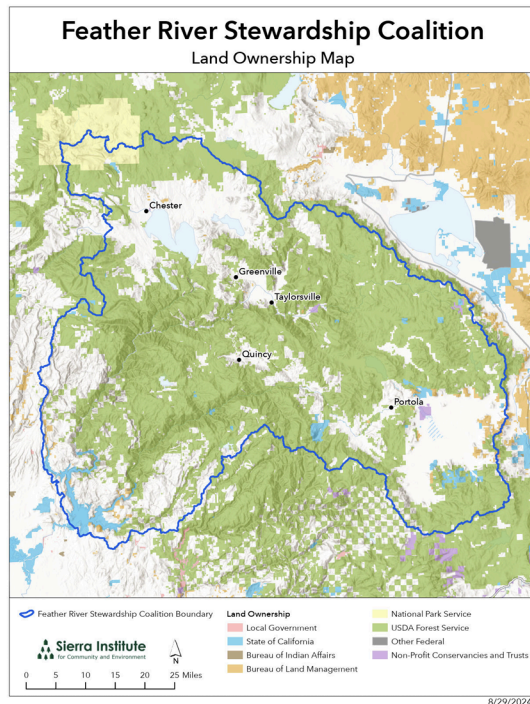 Feather River Stewardship Coalition
Land Ownership Map
Chester
Greenville
Taylorsville
Quincy
Portola
Feather River Stewardship Coalition Boundary
Sierra Institute
for Community and Environment
N
0 5 10 15 20 25 Miles
Land Ownership
Local Government
State of California
Bureau of Indian Affairs
Bureau of Land Management
National Park Service
USDA Forest Service
Other Federal
Non-Profit Conservancies and Trusts
8/29/2024